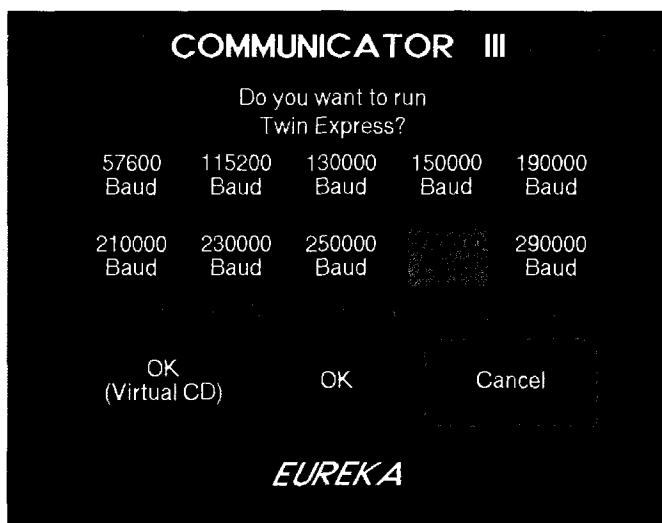 COMMUNICATOR III
Do you want to run
Twin Express?
57600 115200 130000 150000 190000
Baud Baud Baud Baud Baud
210000 230000 250000 290000
Baud Baud Baud Baud
OK
(Virtual CD)
OK
Cancel
EUREKA